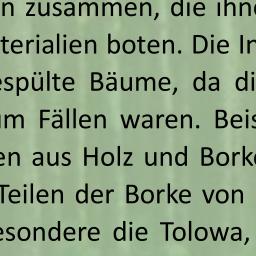 n zusammen, die ihne
terialien boten. Die In
espülte Bäume, da di
um Fällen waren. Beis
en aus Holz und Borke
Teilen der Borke von
esondere die Tolowa,